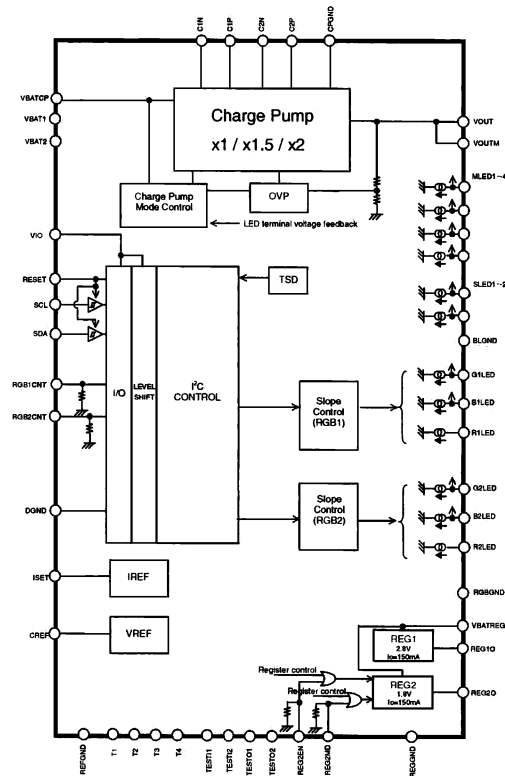 C1N
C1P
C2N
C2P
CPGND
VBATCP
VBAT1
VBAT2
Charge Pump
x1 / x1.5 / x2
VOUT
VOUTM
Charge Pump
Mode Control
OVP
LED terminal voltage feedback
MLED1~4
VIO
RESET
SCL
SDA
TSD
SLED1~2
BLGND
RGB1CNT
RGB2CNT
I/O
LEVEL
SHIFT
I²C
CONTROL
Slope
Control
(RGB1)
G1LED
B1LED
R1LED
Slope
Control
(RGB2)
G2LED
B2LED
R2LED
DGND
ISET
IREF
RGBGND
CREF
VREF
VBATREG
REG1
2.8V
Io=150mA
REG1O
Register control
Register control
REG2
1.8V
Io=150mA
REG2O
REFGND
T1
T2
T3
T4
TESTI1
TESTI2
TESTO1
TESTO2
REG2EN
REG2MD
REGGND